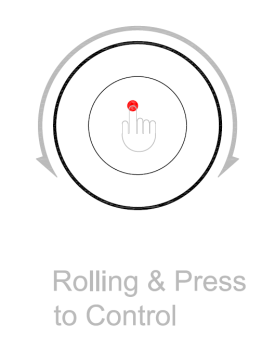 Rolling & Press
to Control